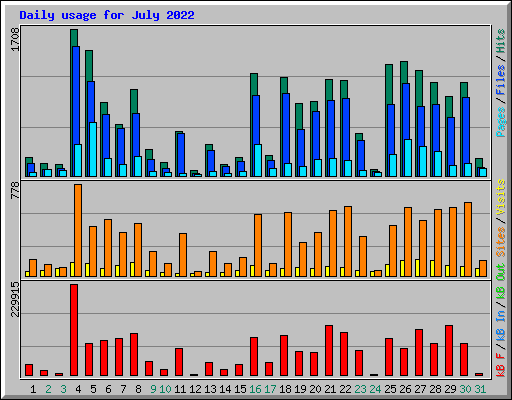 Daily usage for July 2022
1708
Pages / Files / Hits
778
Sites / Visits
229915
kB F / kB In / kB Out
1 2 3 4 5 6 7 8 9 10 11 12 13 14 15 16 17 18 19 20 21 22 23 24 25 26 27 28 29 30 31